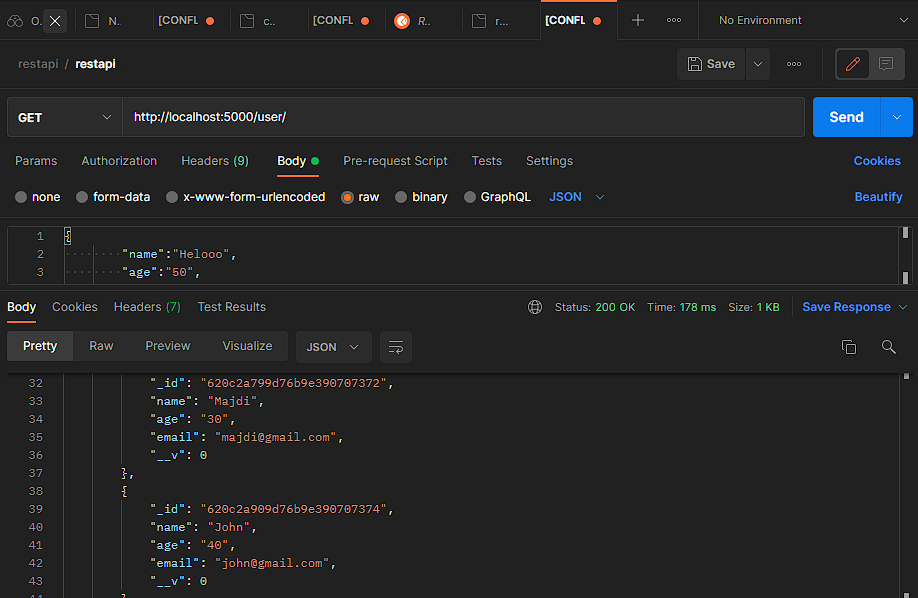 O. N. [CONFL c.. [CONFL R.. r... [CONFL No Environment
restapi / restapi Save
GET http://localhost:5000/user/ Send
Params Authorization Headers (9) Body Pre-request Script Tests Settings Cookies
none form-data x-www-form-urlencoded raw binary GraphQL JSON Beautify
1 {
2 "name":"Helooo",
3 "age":"50",
Body Cookies Headers (7) Test Results Status: 200 OK Time: 178 ms Size: 1 KB Save Response
Pretty Raw Preview Visualize JSON
32 "_id": "620c2a799d76b9e390707372",
33 "name": "Majdi",
34 "age": "30",
35 "email": "majdi@gmail.com",
36 "__v": 0
37 },
38 {
39 "_id": "620c2a909d76b9e390707374",
40 "name": "John",
41 "age": "40",
42 "email": "john@gmail.com",
43 "__v": 0